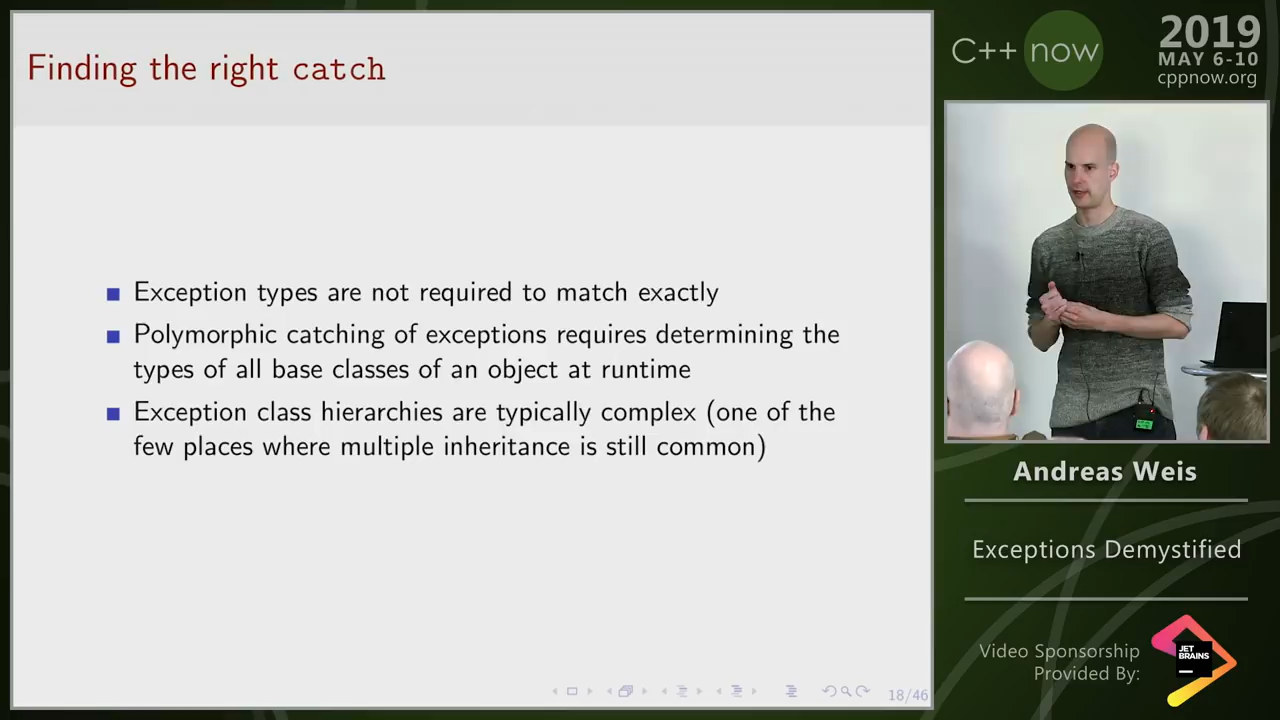 Finding the right catch
Exception types are not required to match exactly
Polymorphic catching of exceptions requires determining the
types of all base classes of an object at runtime
Exception class hierarchies are typically complex (one of the
few places where multiple inheritance is still common)
18/46
C++ now
2019
MAY 6-10
cppnow.org
Andreas Weis
Exceptions Demystified
Video Sponsorship
Provided By:
JET
BRAINS